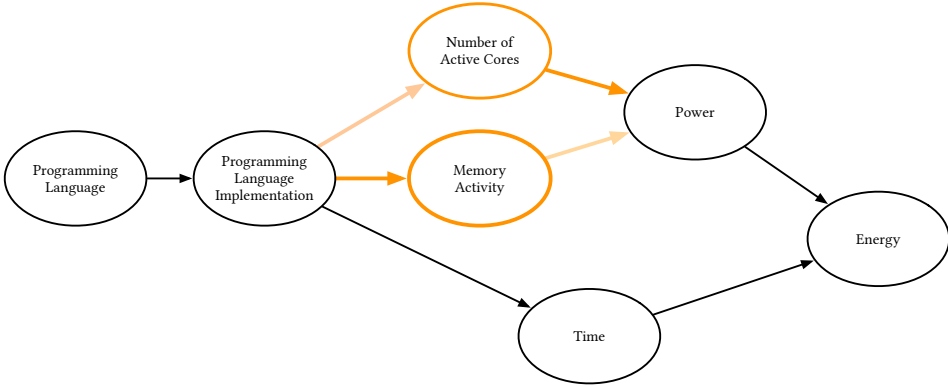 Number of
Active Cores
Power
Programming
Language
Programming
Language
Implementation
Memory
Activity
Energy
Time